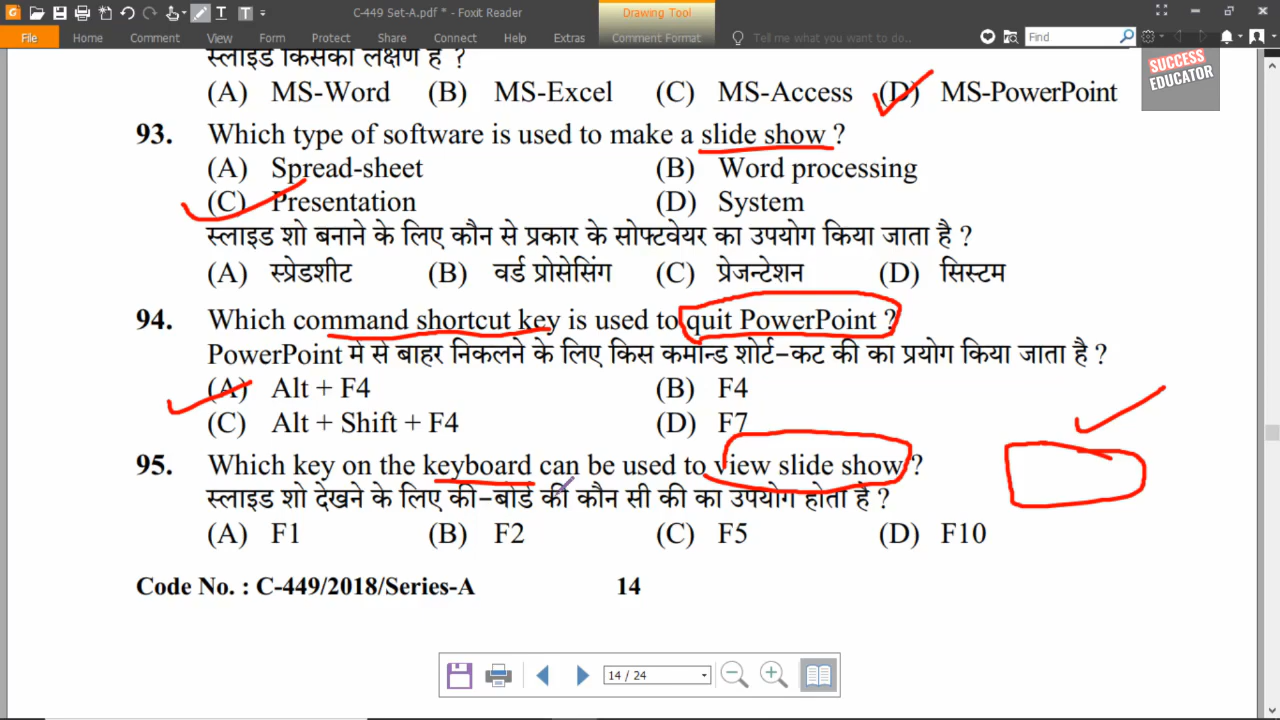 C-449 Set-A.pdf * - Foxit Reader
Drawing Tool
File Home Comment View Form Protect Share Connect Help Extras Comment Format Tell me what you want to do.. Find
SUCCESS
EDUCATOR
स्लाइड किसका लक्षण है ?
(A) MS-Word (B) MS-Excel (C) MS-Access (D) MS-PowerPoint
93. Which type of software is used to make a slide show ?
(A) Spread-sheet (B) Word processing
(C) Presentation (D) System
स्लाइड शो बनाने के लिए कौन से प्रकार के सोफ्टवेयर का उपयोग किया जाता है ?
(A) स्प्रेडशीट (B) वर्ड प्रोसेसिंग (C) प्रेजन्टेशन (D) सिस्टम
94. Which command shortcut key is used to quit PowerPoint ?
PowerPoint मे से बाहर निकलने के लिए किस कमान्ड शोर्ट-कट की का प्रयोग किया जाता है ?
(A) Alt + F4 (B) F4
(C) Alt + Shift + F4 (D) F7
95. Which key on the keyboard can be used to view slide show ?
स्लाइड शो देखने के लिए की-बोर्ड की कौन सी की का उपयोग होता है ?
(A) F1 (B) F2 (C) F5 (D) F10
Code No. : C-449/2018/Series-A 14
14 / 24